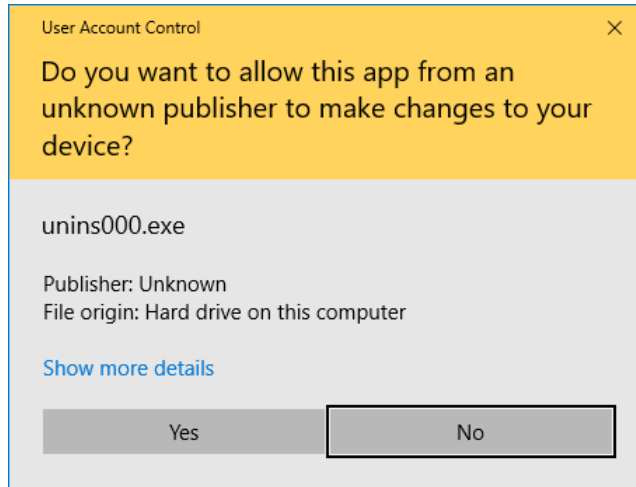 User Account Control
Do you want to allow this app from an
unknown publisher to make changes to your
device?
unins000.exe
Publisher: Unknown
File origin: Hard drive on this computer
Show more details
Yes
No